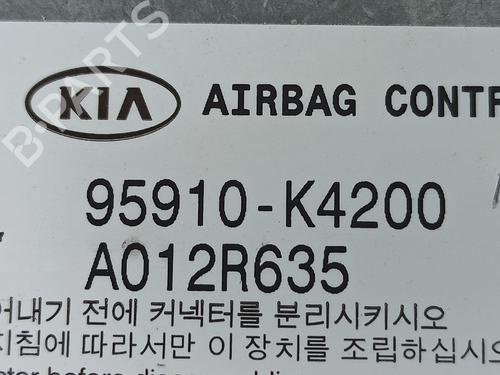 KIA AIRBAG CONTR
95910-K4200
A012R635
어내기 전에 커넥터를 분리시키시오
지침에 따라서만 이 장치를 조립하십시오
B-PARTS